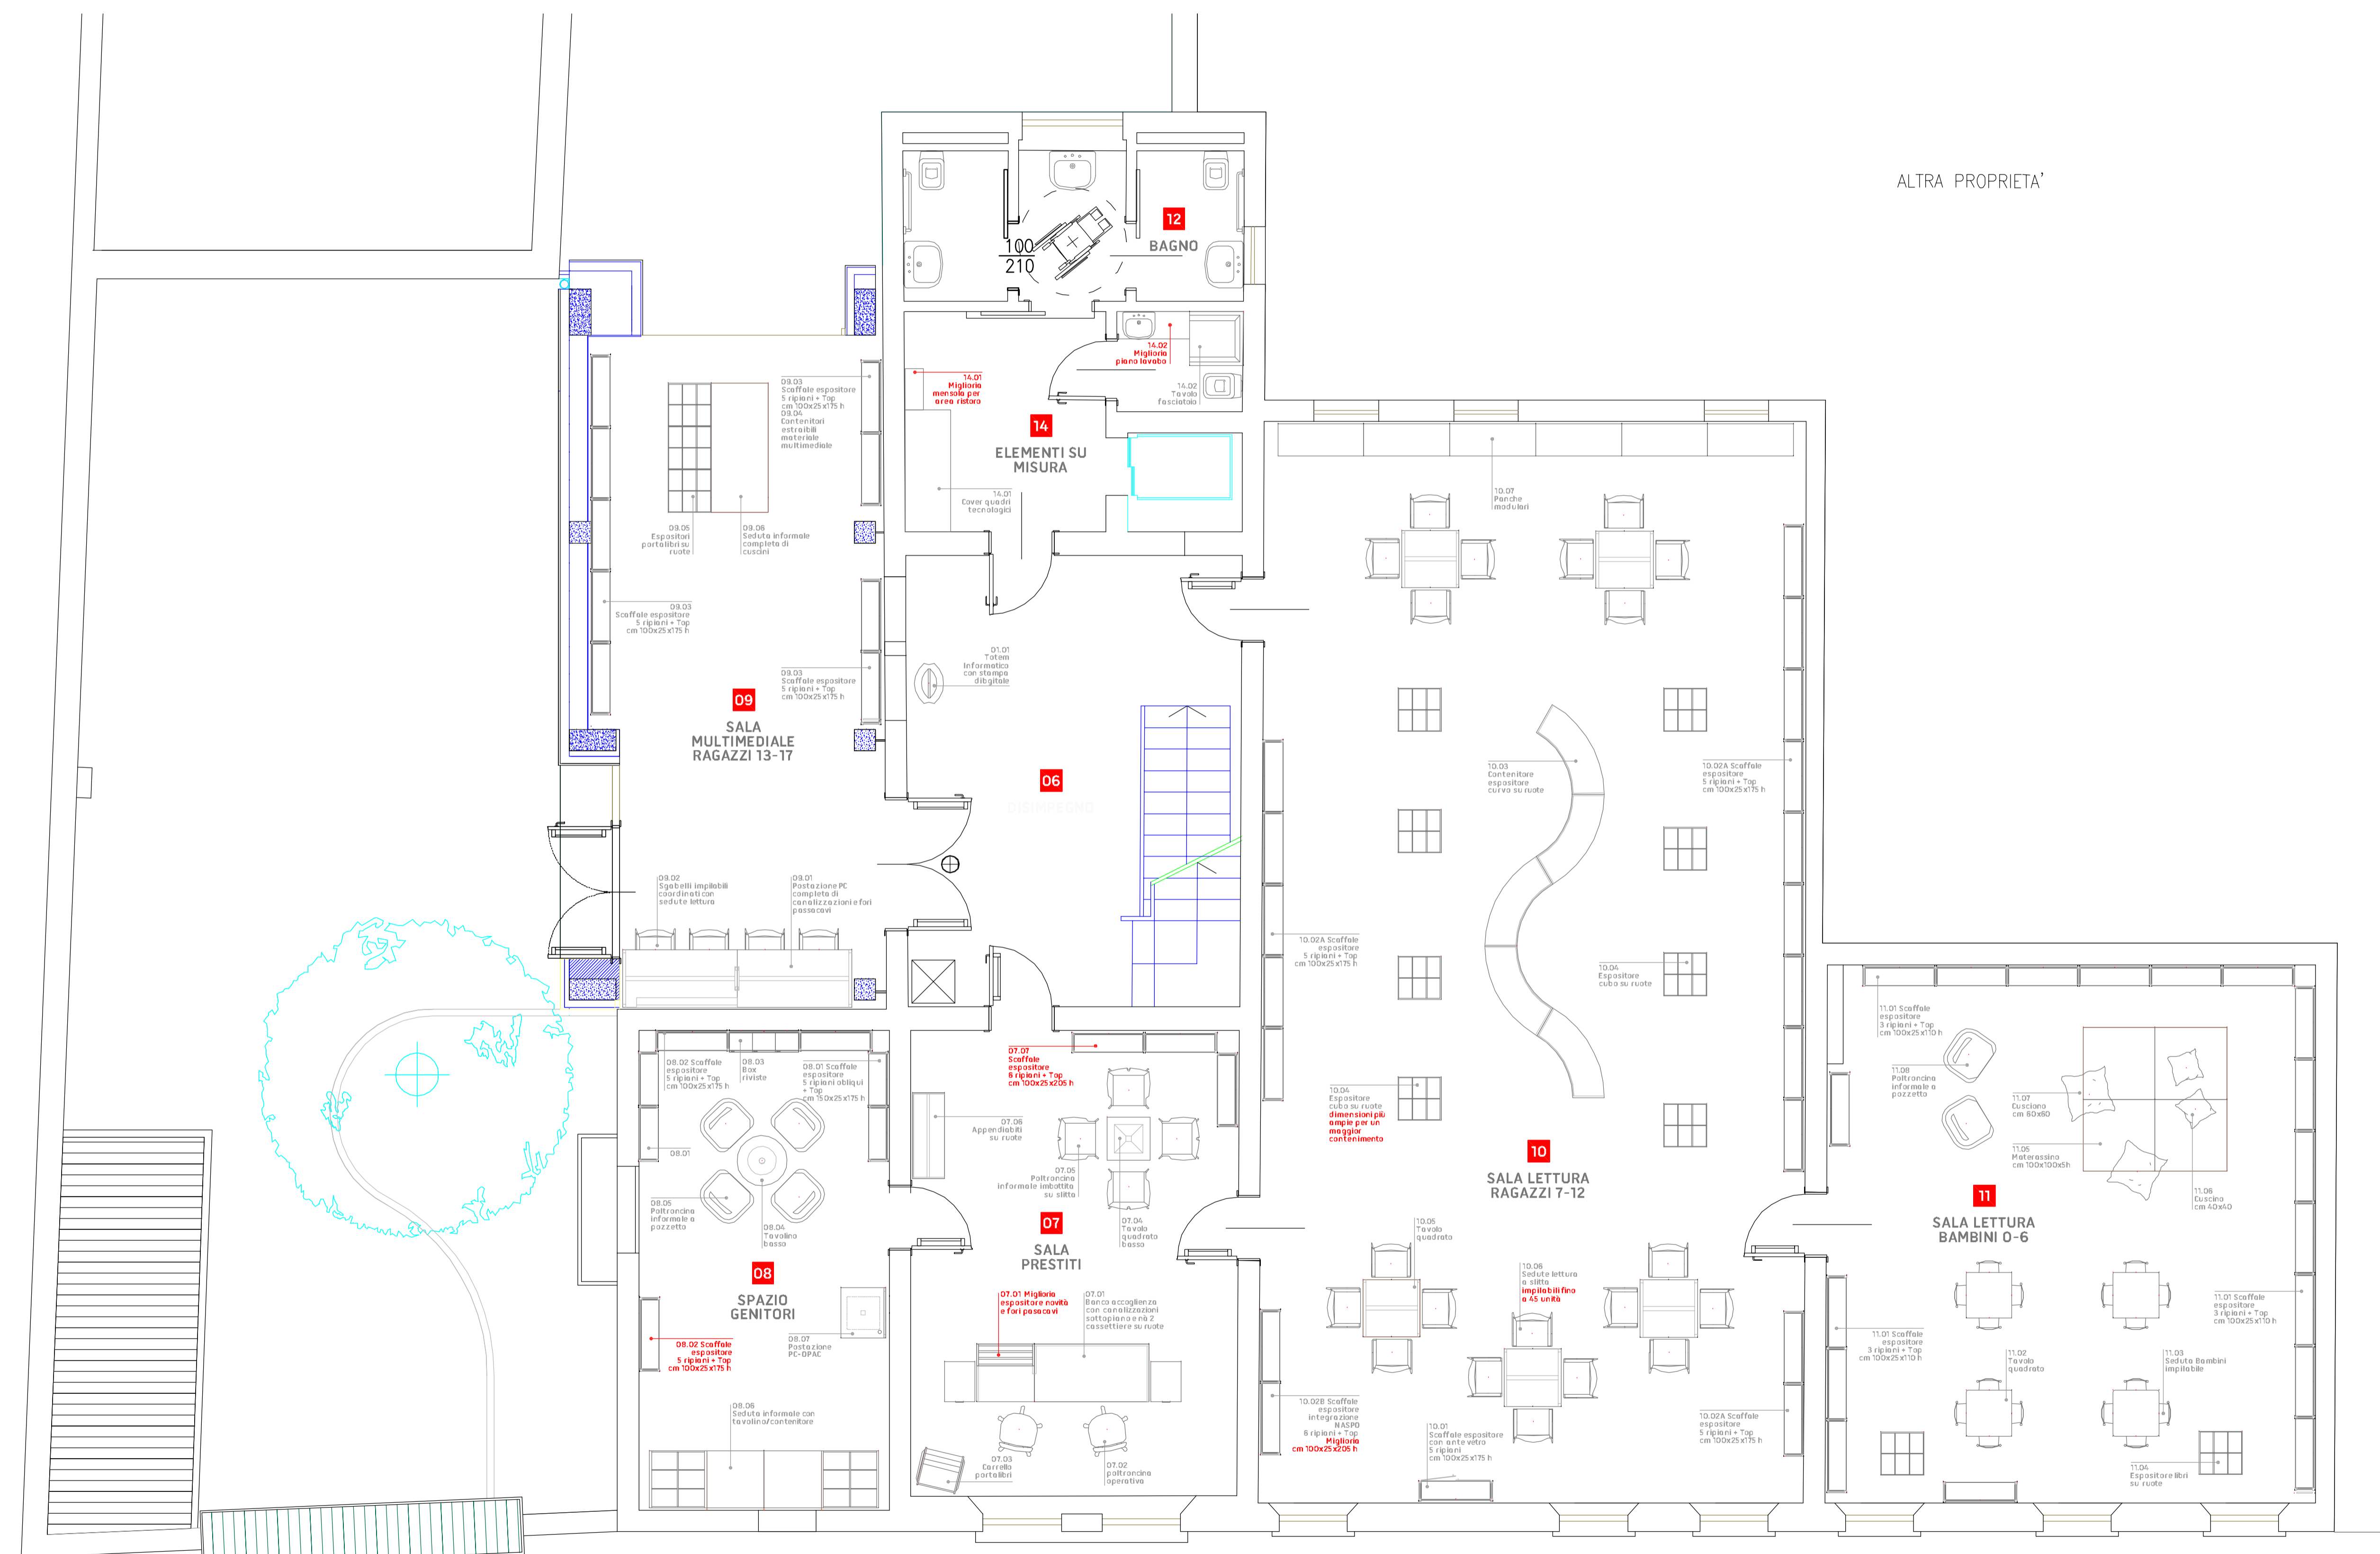 ALTRA PROPRIETA'
12
BAGNO
100
210
14.02
Miglioria
piano lavabo
14.02
Tavolo
fasciatoio
14.01
Miglioria
mensola per
area ristoro
14
ELEMENTI SU
MISURA
14.01
Cover quadri
tecnologici
09.03
Scaffale espositore
5 ripiani + Top
cm 100x25x175 h
09.04
Contenitori
estraibili
materiale
multimediale
09.05
Espositori
portalibri su
ruote
09.06
Seduta informale
completa di
cuscini
09.03
Scaffale espositore
5 ripiani + Top
cm 100x25x175 h
09.03
Scaffale espositore
5 ripiani + Top
cm 100x25x175 h
09
SALA
MULTIMEDIALE
RAGAZZI 13-17
09.02
Sgabelli impilabili
coordinati con
sedute lettura
09.01
Postazione PC
completa di
canalizzazioni e fori
passacavi
01.01
Totem
Informatico
con stampa
dibgitale
06
DISIMPEGNO
10.07
Panche
modulari
10.03
Contenitore
espositore
curvo su ruote
10.02A Scaffale
espositore
5 ripiani + Top
cm 100x25x175 h
10.02A Scaffale
espositore
5 ripiani + Top
cm 100x25x175 h
10.04
Espositore
cubo su ruote
10.04
Espositore
cubo su ruote
dimensioni più
ampie per un
maggior
contenimento
10
SALA LETTURA
RAGAZZI 7-12
10.05
Tavolo
quadrato
10.06
Sedute lettura
a slitta
impilabili fino
a 45 unità
10.02B Scaffale
espositore
integrazione
NASPO
6 ripiani + Top
Miglioria
cm 100x25x205 h
10.01
Scaffale espositore
con ante vetro
5 ripiani
cm 100x25x175 h
10.02A Scaffale
espositore
5 ripiani + Top
cm 100x25x175 h
08.02 Scaffale
espositore
5 ripiani + Top
cm 100x25x175 h
08.03
Box
riviste
08.01 Scaffale
espositore
5 ripiani obliqui
+ Top
cm 150x25x175 h
08.01
08.05
Poltroncina
informale a
pozzetto
08.04
Tavolino
basso
08
SPAZIO
GENITORI
08.02 Scaffale
espositore
5 ripiani + Top
cm 100x25x175 h
08.07
Postazione
PC-OPAC
08.06
Seduta informale con
tavolino/contenitore
07.07
Scaffale
espositore
6 ripiani + Top
cm 100x25x205 h
07.06
Appendiabiti
su ruote
07.05
Poltroncina
informale imbottita
su slitta
07.04
Tavolo
quadrato
basso
07
SALA
PRESTITI
07.01 Miglioria
espositore novità
e fori pasacavi
07.01
Banco accoglienza
con canalizzazioni
sottopiano e nà 2
cassettiere su ruote
07.03
Carrello
portalibri
07.02
poltroncina
operativa
11.01 Scaffale
espositore
3 ripiani + Top
cm 100x25x110 h
11.08
Poltroncina
informale a
pozzetto
11.07
Cuscione
cm 60x60
11.05
Materassino
cm 100x100x5h
11.06
Cuscino
cm 40x40
11
SALA LETTURA
BAMBINI 0-6
11.01 Scaffale
espositore
3 ripiani + Top
cm 100x25x110 h
11.01 Scaffale
espositore
3 ripiani + Top
cm 100x25x110 h
11.02
Tavolo
quadrato
11.03
Seduta Bambini
impilabile
11.04
Espositore libri
su ruote